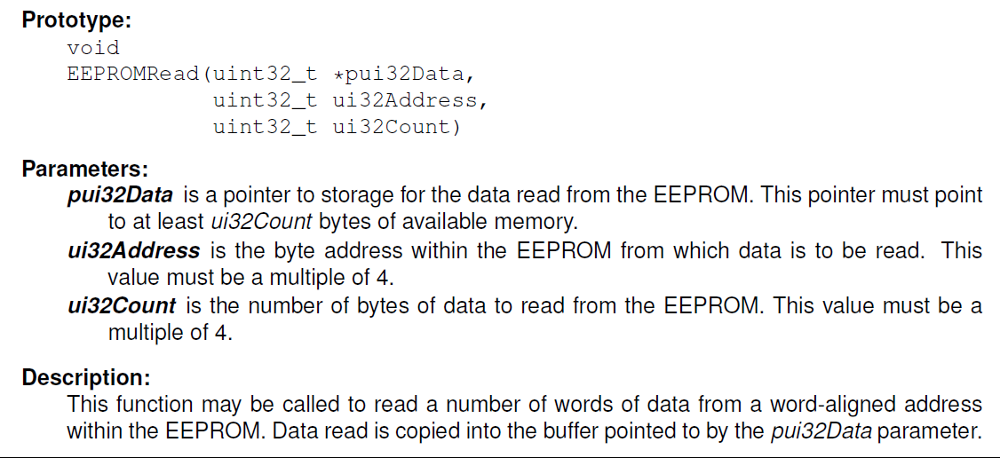 Prototype:
void
EEPROMRead(uint32_t *pui32Data,
uint32_t ui32Address,
uint32_t ui32Count)
Parameters:
pui32Data is a pointer to storage for the data read from the EEPROM. This pointer must point
to at least ui32Count bytes of available memory.
ui32Address is the byte address within the EEPROM from which data is to be read. This
value must be a multiple of 4.
ui32Count is the number of bytes of data to read from the EEPROM. This value must be a
multiple of 4.
Description:
This function may be called to read a number of words of data from a word-aligned address
within the EEPROM. Data read is copied into the buffer pointed to by the pui32Data parameter.